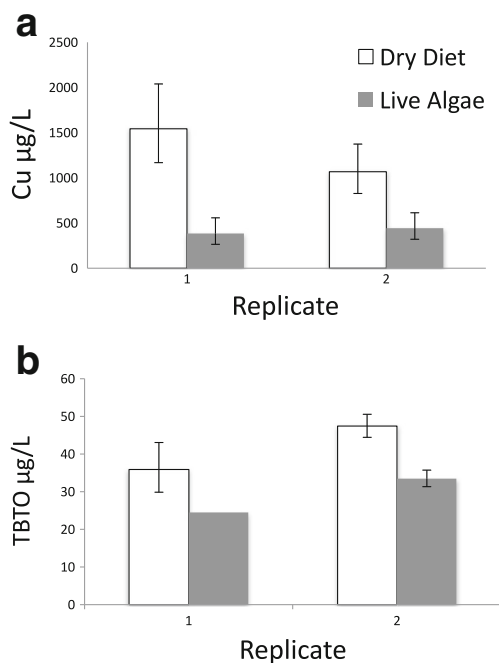 a
2500
2000
1500
1000
500
0
Cu µg/L
Dry Diet
Live Algae
1 2
Replicate
b
60
50
40
30
20
10
0
TBTO µg/L
1 2
Replicate